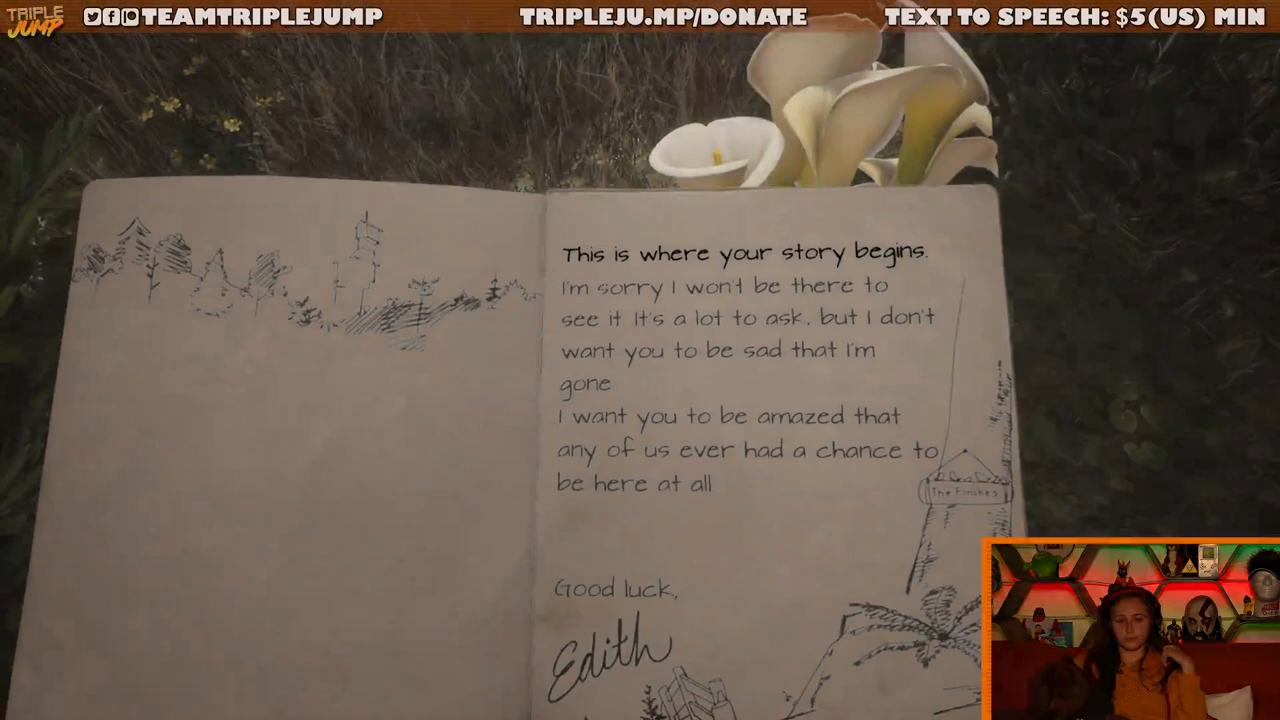 TRIPLE
JUMP
TEAMTRIPLEJUMP
TRIPLEJU.MP/DONATE
TEXT TO SPEECH: $5(US) MIN
This is where your story begins.
I'm sorry I won't be there to
see it It's a lot to ask, but I don't
want you to be sad that I'm
gone
I want you to be amazed that
any of us ever had a chance to
be here at all
The Finches
Good luck,
Edith